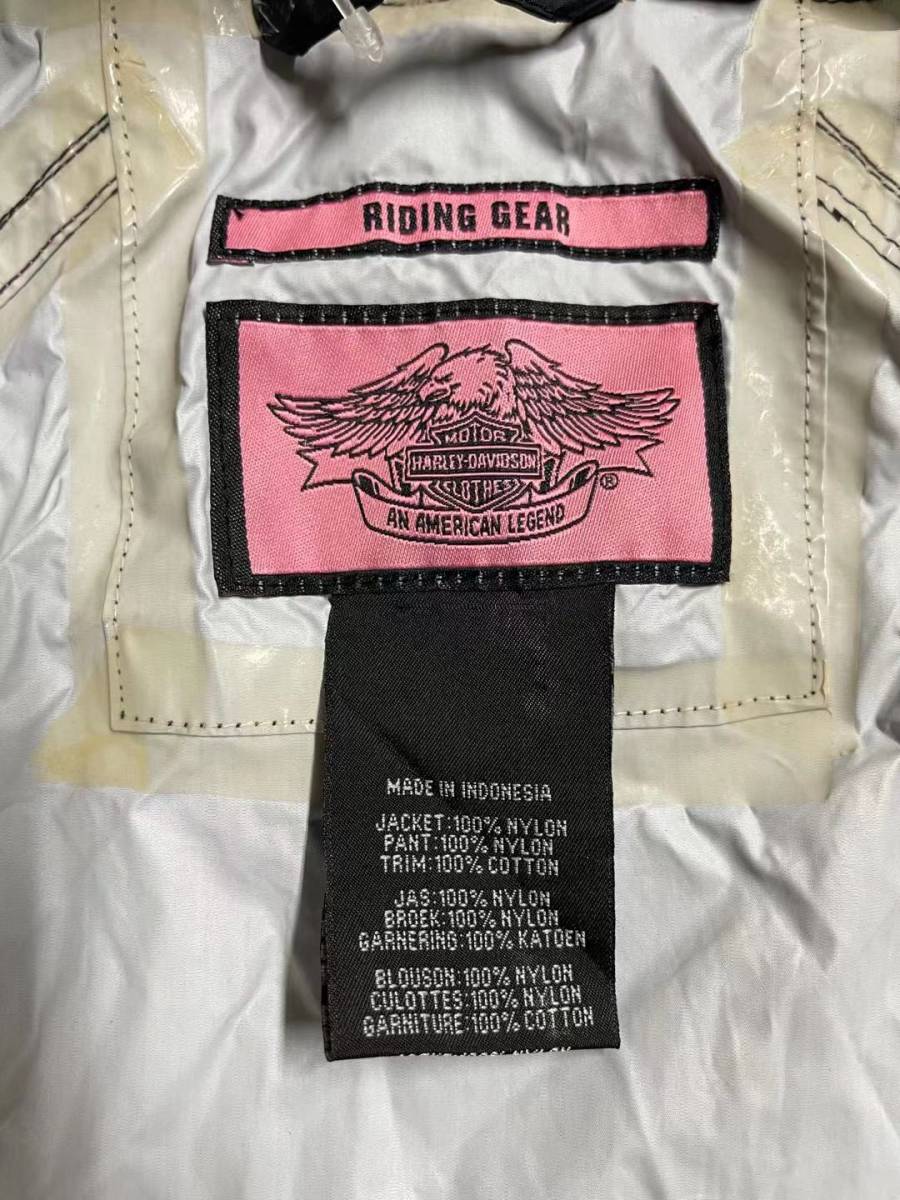 RIDING GEAR
MOTOR
HARLEY-DAVIDSON
CLOTHES
®
AN AMERICAN LEGEND
MADE IN INDONESIA
JACKET:100% NYLON
PANT:100% NYLON
TRIM:100% COTTON
JAS:100% NYLON
BROEK:100% NYLON
GARNERING:100% KATOEN
BLOUSON:100% NYLON
CULOTTES:100% NYLON
GARNITURE:100% COTTON